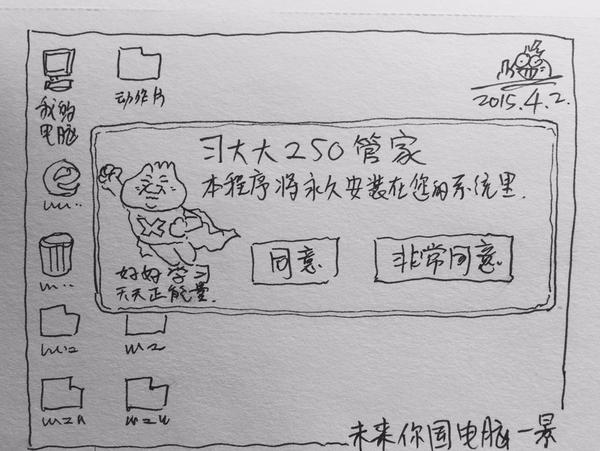 我的
电脑
动作片
2015.4.2.
习大大250管家
本程序将永久安装在您的系统里.
同意.
非常同意.
好好学习
天天正能量.
未来你国电脑一景